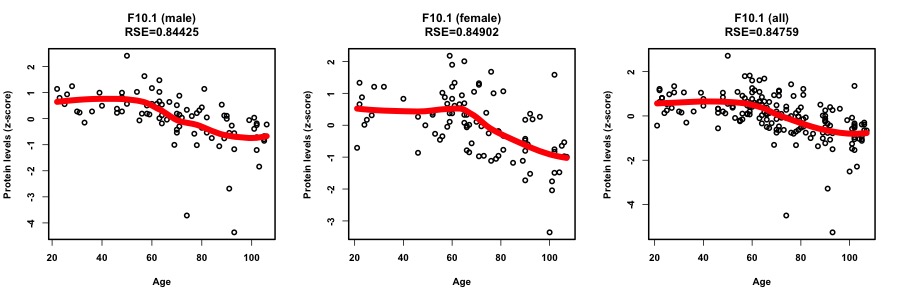 F10.1 (male)
RSE=0.84425
Protein levels (z-score)
2
1
0
-1
-2
-3
-4
20 40 60 80 100
Age
F10.1 (female)
RSE=0.84902
Protein levels (z-score)
2
1
0
-1
-2
-3
20 40 60 80 100
Age
F10.1 (all)
RSE=0.84759
Protein levels (z-score)
2
0
-2
-4
20 40 60 80 100
Age